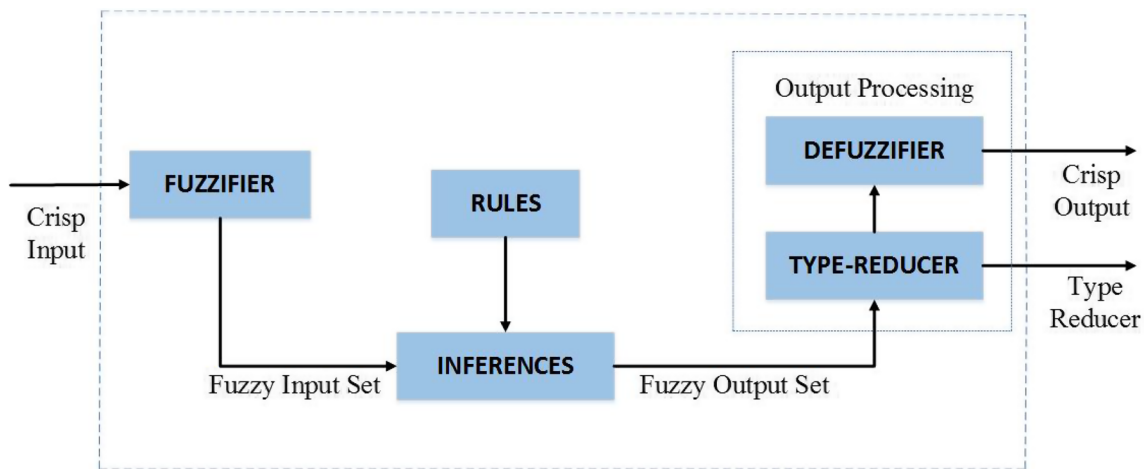 Output Processing
DEFUZZIFIER
FUZZIFIER
Crisp
Input
RULES
Crisp
Output
TYPE-REDUCER
Type
Reducer
INFERENCES
Fuzzy Input Set
Fuzzy Output Set